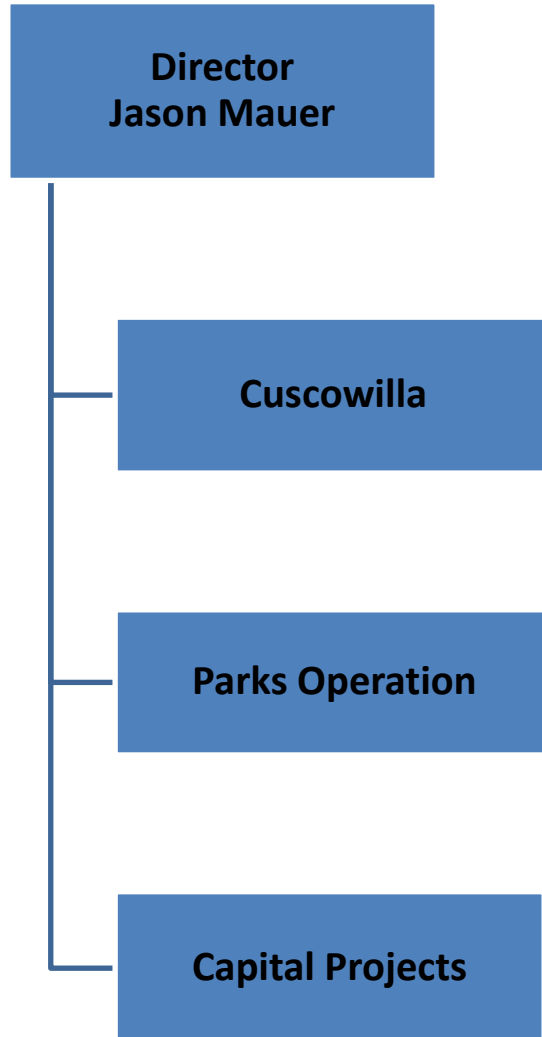 Director
Jason Mauer
Cuscowilla
Parks Operation
Capital Projects